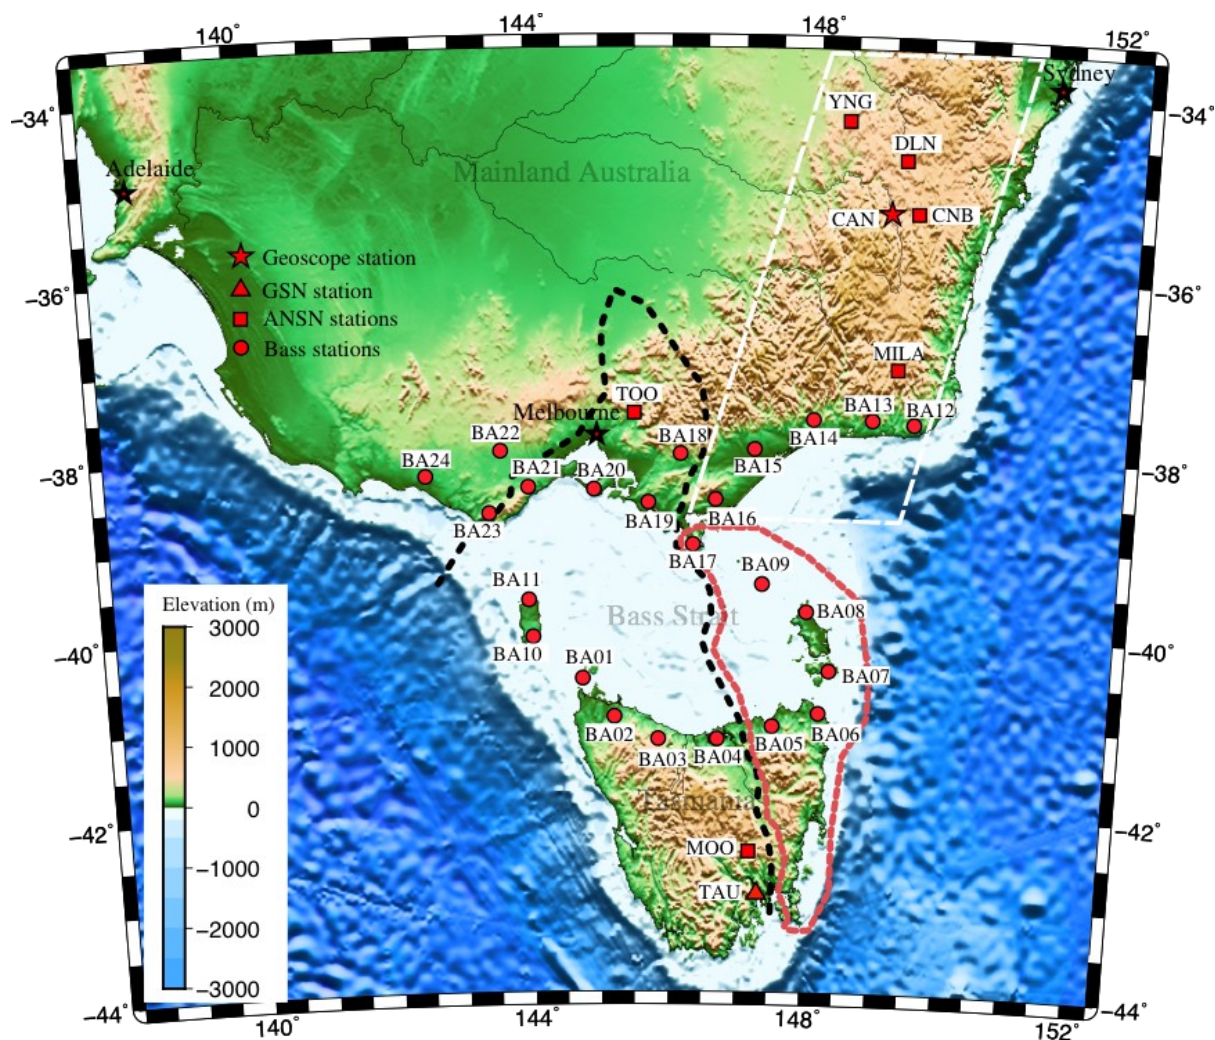 140°
144°
148°
152°
Sydney
YNG
−34°
−34°
DLN
Adelaide
Mainland Australia
CAN
CNB
Geoscope station
GSN station
−36°
−36°
ANSN stations
Bass stations
MILA
TOO
Melbourne
BA13
BA12
BA22
BA18
BA14
BA24
BA21
BA20
BA15
−38°
−38°
BA23
BA19
BA16
BA17
BA09
BA11
Elevation (m)
BA08
Bass Strait
3000
−40°
BA10
BA01
−40°
BA07
2000
BA02
BA05
BA06
1000
BA03
BA04
Tasmania
0
−42°
−42°
MOO
−1000
TAU
−2000
−3000
−44°
−44°
140°
144°
148°
152°